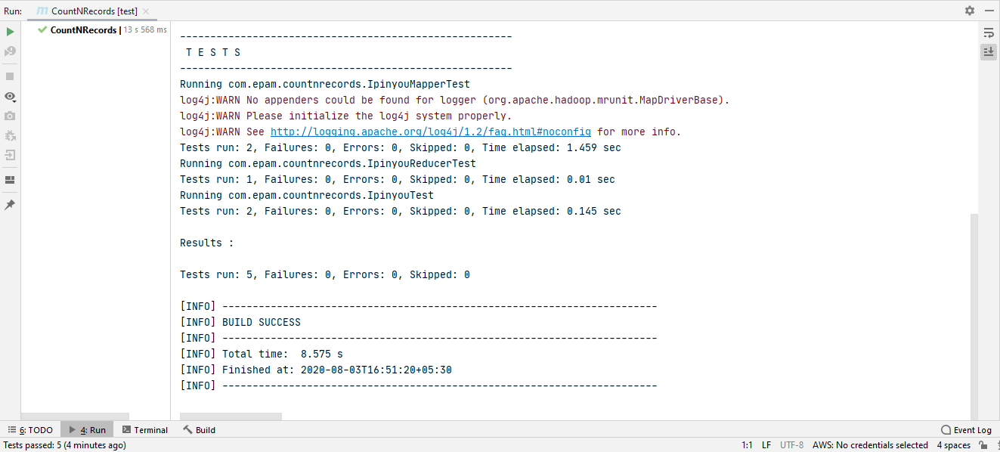 Run: CountNRecords [test]
CountNRecords | 13 s 568 ms
-------------------------------------------------------
T E S T S
-------------------------------------------------------
Running com.epam.countnrecords.IpinyouMapperTest
log4j:WARN No appenders could be found for logger (org.apache.hadoop.mrunit.MapDriverBase).
log4j:WARN Please initialize the log4j system properly.
log4j:WARN See http://logging.apache.org/log4j/1.2/faq.html#noconfig for more info.
Tests run: 2, Failures: 0, Errors: 0, Skipped: 0, Time elapsed: 1.459 sec
Running com.epam.countnrecords.IpinyouReducerTest
Tests run: 1, Failures: 0, Errors: 0, Skipped: 0, Time elapsed: 0.01 sec
Running com.epam.countnrecords.IpinyouTest
Tests run: 2, Failures: 0, Errors: 0, Skipped: 0, Time elapsed: 0.145 sec
Results :
Tests run: 5, Failures: 0, Errors: 0, Skipped: 0
[INFO] ------------------------------------------------------------------------
[INFO] BUILD SUCCESS
[INFO] ------------------------------------------------------------------------
[INFO] Total time:  8.575 s
[INFO] Finished at: 2020-08-03T16:51:20+05:30
[INFO] ------------------------------------------------------------------------
6: TODO 4: Run Terminal Build Event Log
Tests passed: 5 (4 minutes ago) 1:1 LF UTF-8 AWS: No credentials selected 4 spaces